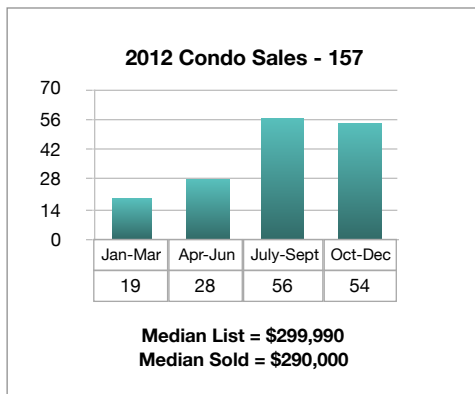 2012 Condo Sales - 157
70
56
42
28
14
0
Jan-Mar Apr-Jun July-Sept Oct-Dec
19 28 56 54
Median List = $299,990
Median Sold = $290,000